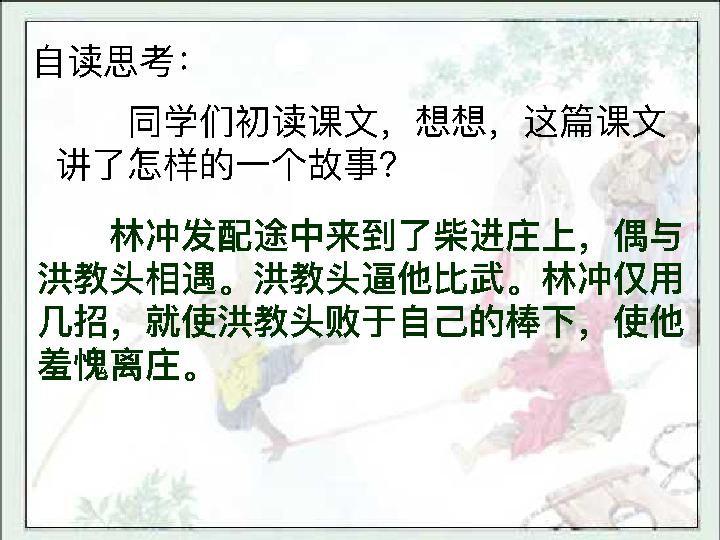 自读思考：
同学们初读课文，想想，这篇课文
讲了怎样的一个故事？
林冲发配途中来到了柴进庄上，偶与
洪教头相遇。洪教头逼他比武。林冲仅用
几招，就使洪教头败于自己的棒下，使他
羞愧离庄。